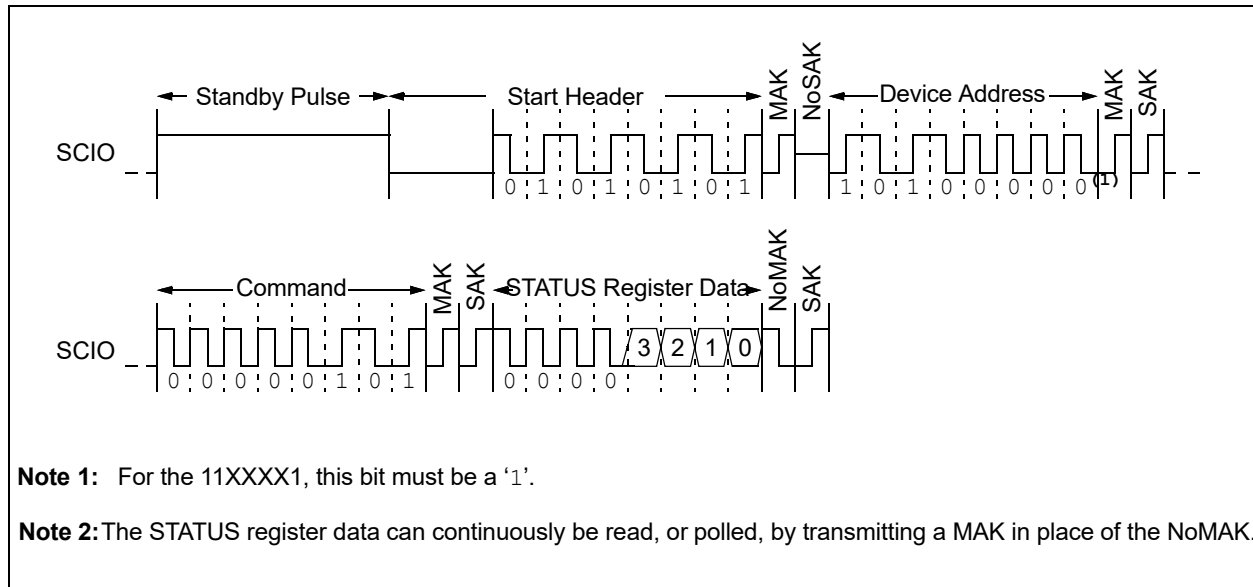 Standby Pulse
Start Header
MAK
NoSAK
Device Address
MAK
SAK
SCIO
0 1 0 1 0 1 0 1
1 0 1 0 0 0 0 0(1)
Command
MAK
SAK
STATUS Register Data
NoMAK
SAK
SCIO
0 0 0 0 0 1 0 1
0 0 0 0
3 2 1 0
Note 1: For the 11XXXX1, this bit must be a ‘1’.
Note 2: The STATUS register data can continuously be read, or polled, by transmitting a MAK in place of the NoMAK.